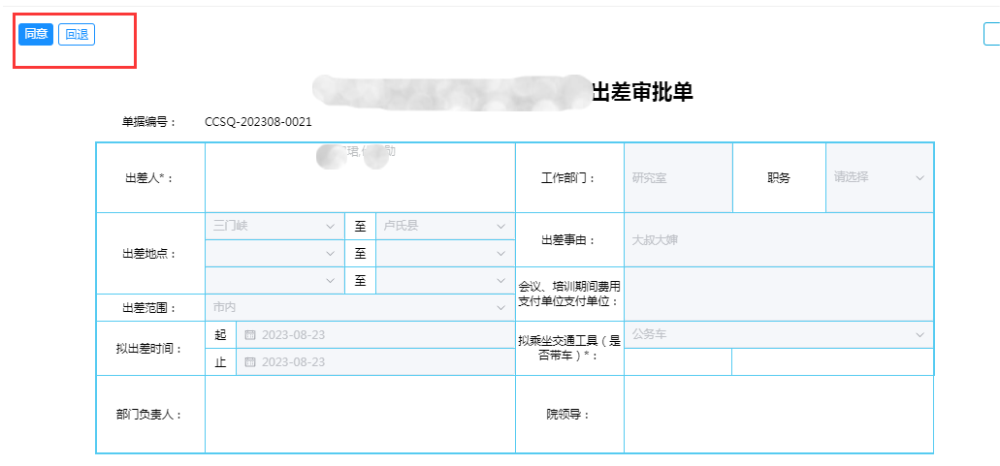 同意 回退
出差审批单
单据编号： CCSQ-202308-0021
珺,
出差人*： 工作部门： 研究室 职务 请选择
三门峡 至 卢氏县
出差地点： 至 出差事由： 大叔大婶
至
会议、培训期间费用
支付单位支付单位：
出差范围： 市内
起 2023-08-23
拟出差时间： 拟乘坐交通工具（是
否带车）*： 公务车
止 2023-08-23
部门负责人： 院领导：